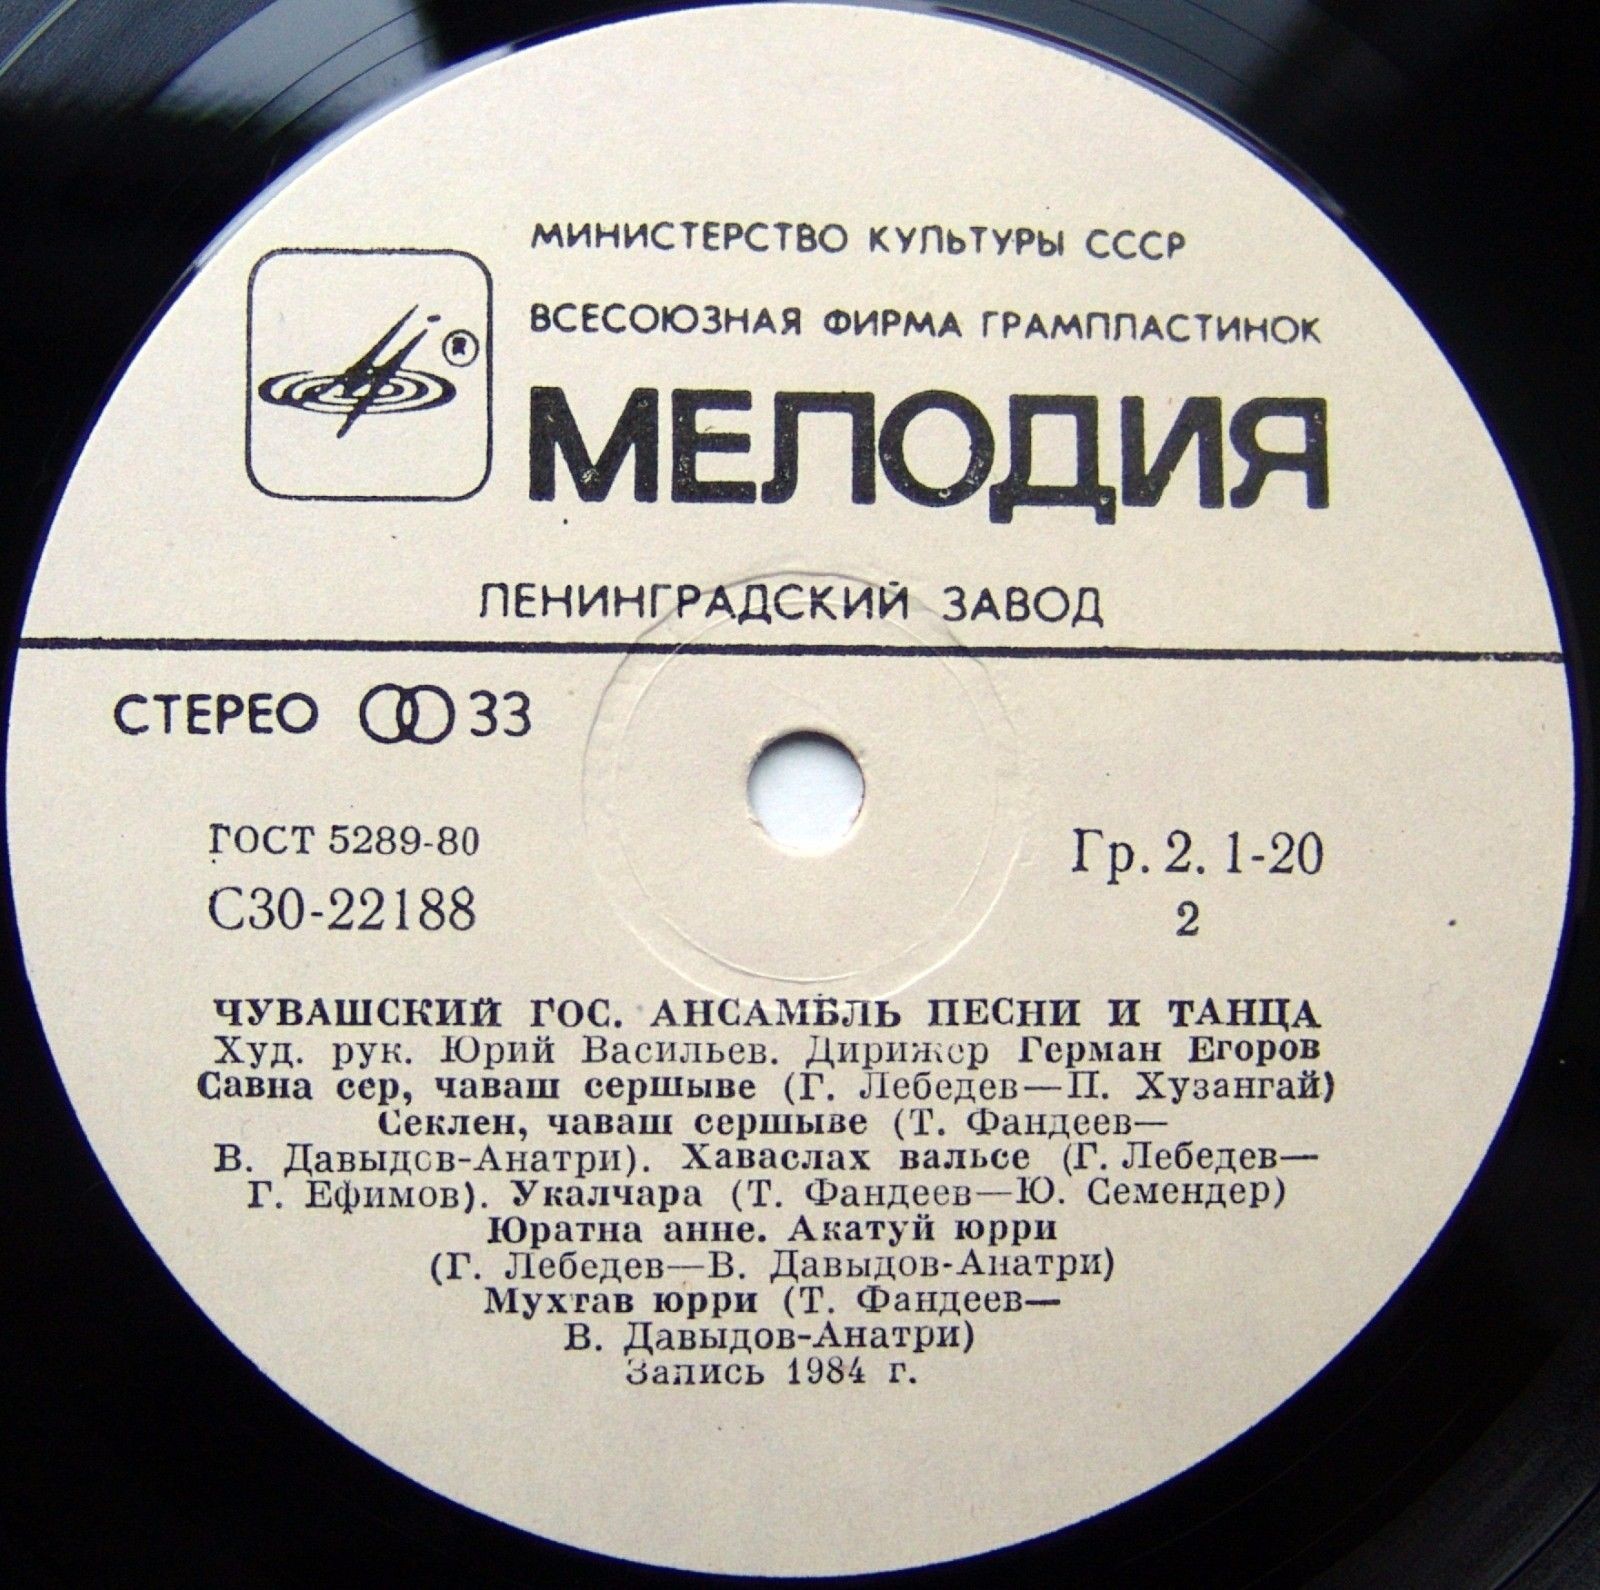 МИНИСТЕРСТВО КУЛЬТУРЫ СССР
ВСЕСОЮЗНАЯ ФИРМА ГРАМПЛАСТИНОК
®
МЕЛОДИЯ
ЛЕНИНГРАДСКИЙ ЗАВОД
СТЕРЕО 33
ГОСТ 5289-80
С30-22188
Гр. 2. 1-20
2
ЧУВАШСКИЙ ГОС. АНСАМБЛЬ ПЕСНИ И ТАНЦА
Худ. рук. Юрий Васильев. Дирижер Герман Егоров
Савна сер, чаваш сершыве (Г. Лебедев—П. Хузангай)
Секлен, чаваш сершыве (Т. Фандеев—
В. Давыдов-Анатри). Хаваслах вальсе (Г. Лебедев—
Г. Ефимов). Укалчара (Т. Фандеев—Ю. Семендер)
Юратна анне. Акатуй юрри
(Г. Лебедев—В. Давыдов-Анатри)
Мухтав юрри (Т. Фандеев—
В. Давыдов-Анатри)
Запись 1984 г.